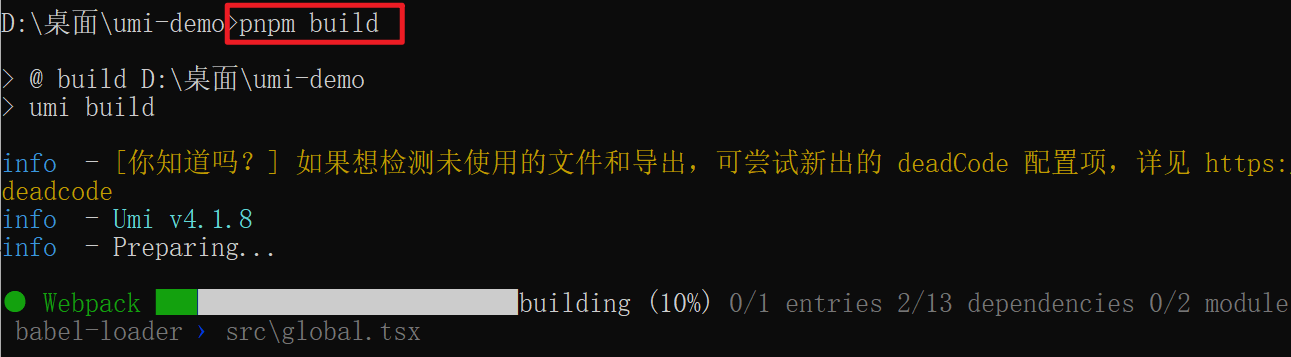 D:\桌面\umi-demo>pnpm build
> @ build D:\桌面\umi-demo
> umi build
info  - [你知道吗？] 如果想检测未使用的文件和导出，可尝试新出的 deadCode 配置项，详见 https:/
deadcode
info  - Umi v4.1.8
info  - Preparing...
● Webpack building (10%) 0/1 entries 2/13 dependencies 0/2 module
babel-loader › src\global.tsx